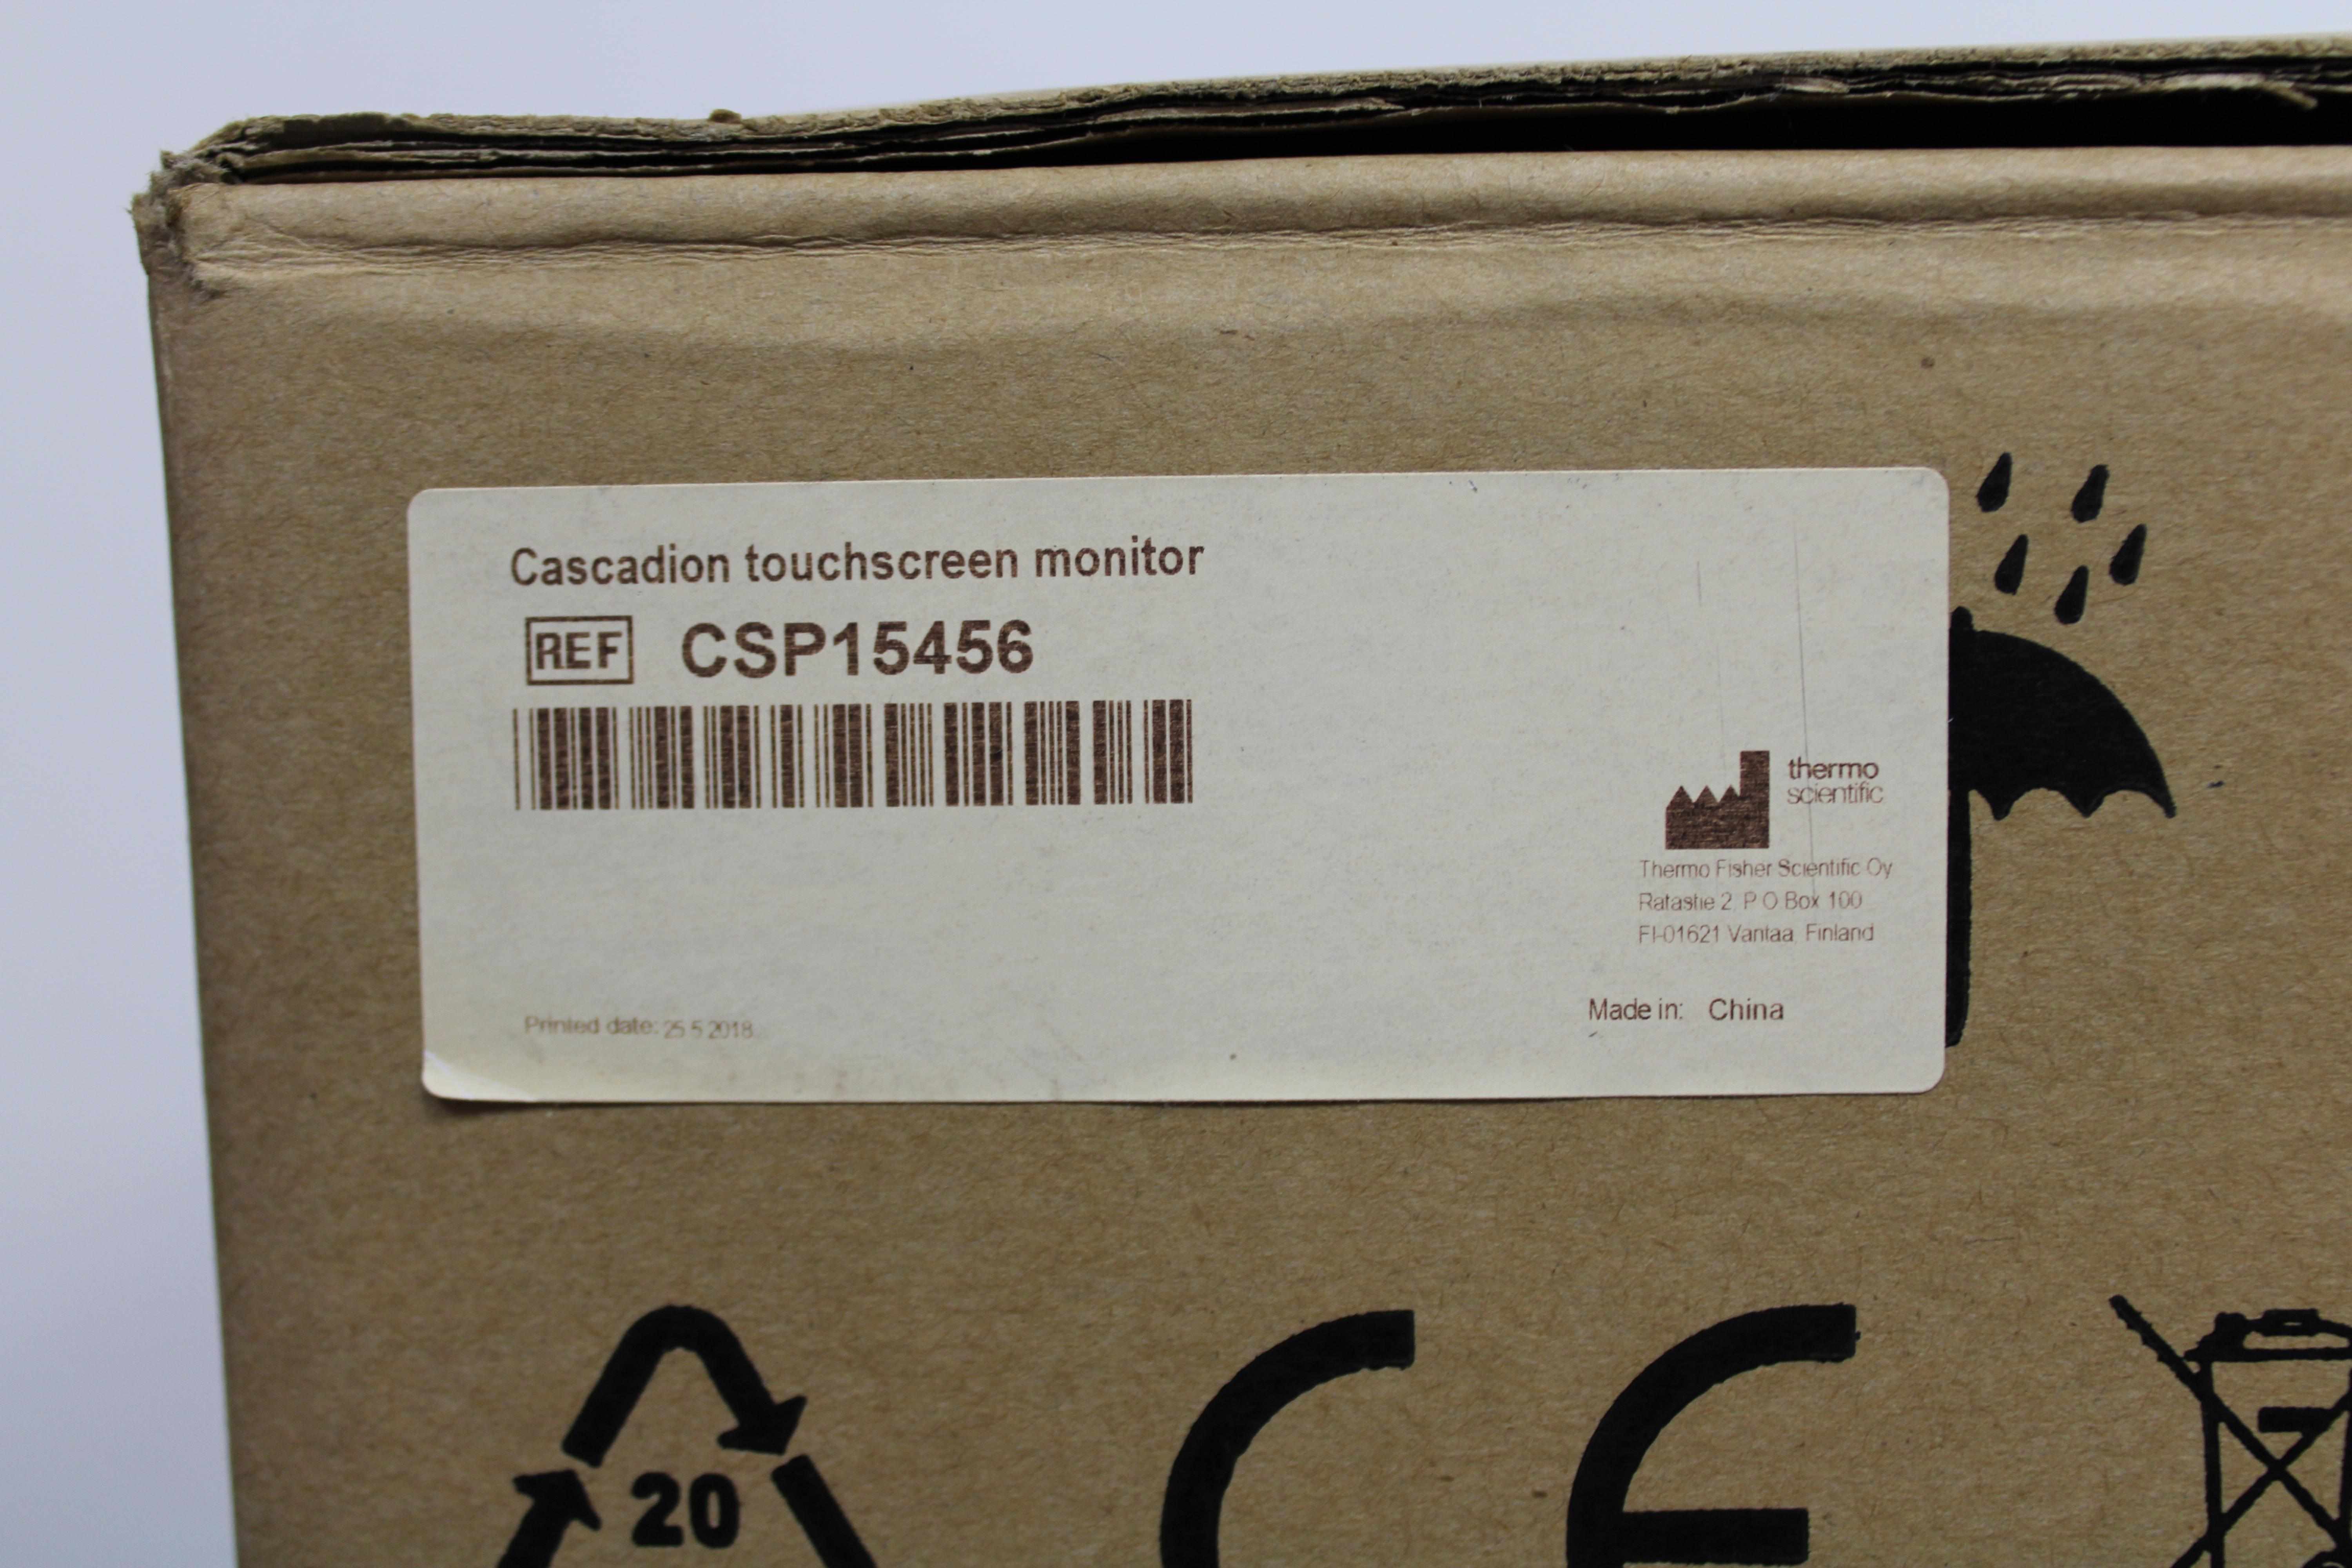 Cascadion touchscreen monitor
REF CSP15456
thermo
scientific
Thermo Fisher Scientific Oy
Ratastie 2, P O Box 100
FI-01621 Vantaa, Finland
Printed date: 25.5.2018
Made in: China
20
CE